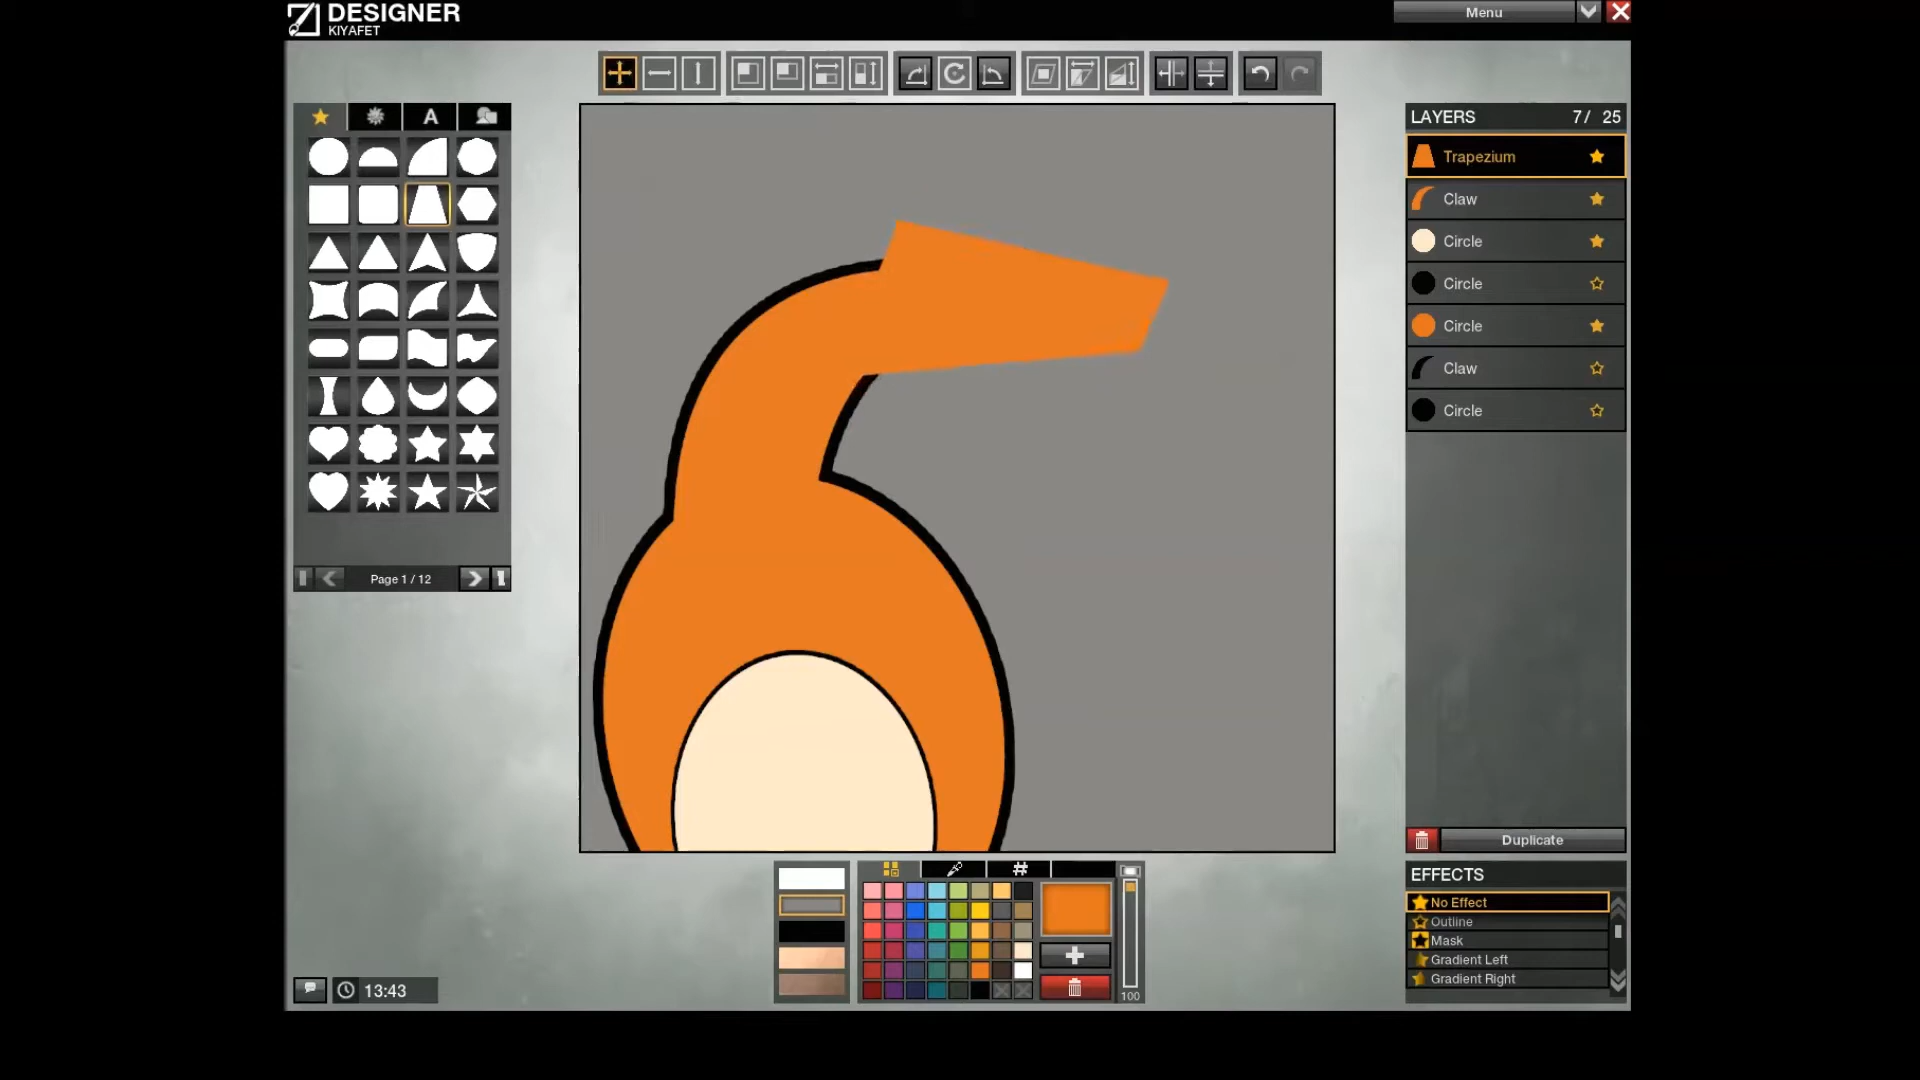 DESIGNER
KIYAFET
Menu
A
Page 1 / 12
LAYERS 7/ 25
Trapezium
Claw
Circle
Circle
Circle
Claw
Circle
Duplicate
EFFECTS
No Effect
Outline
Mask
Gradient Left
Gradient Right
#
100
13:43